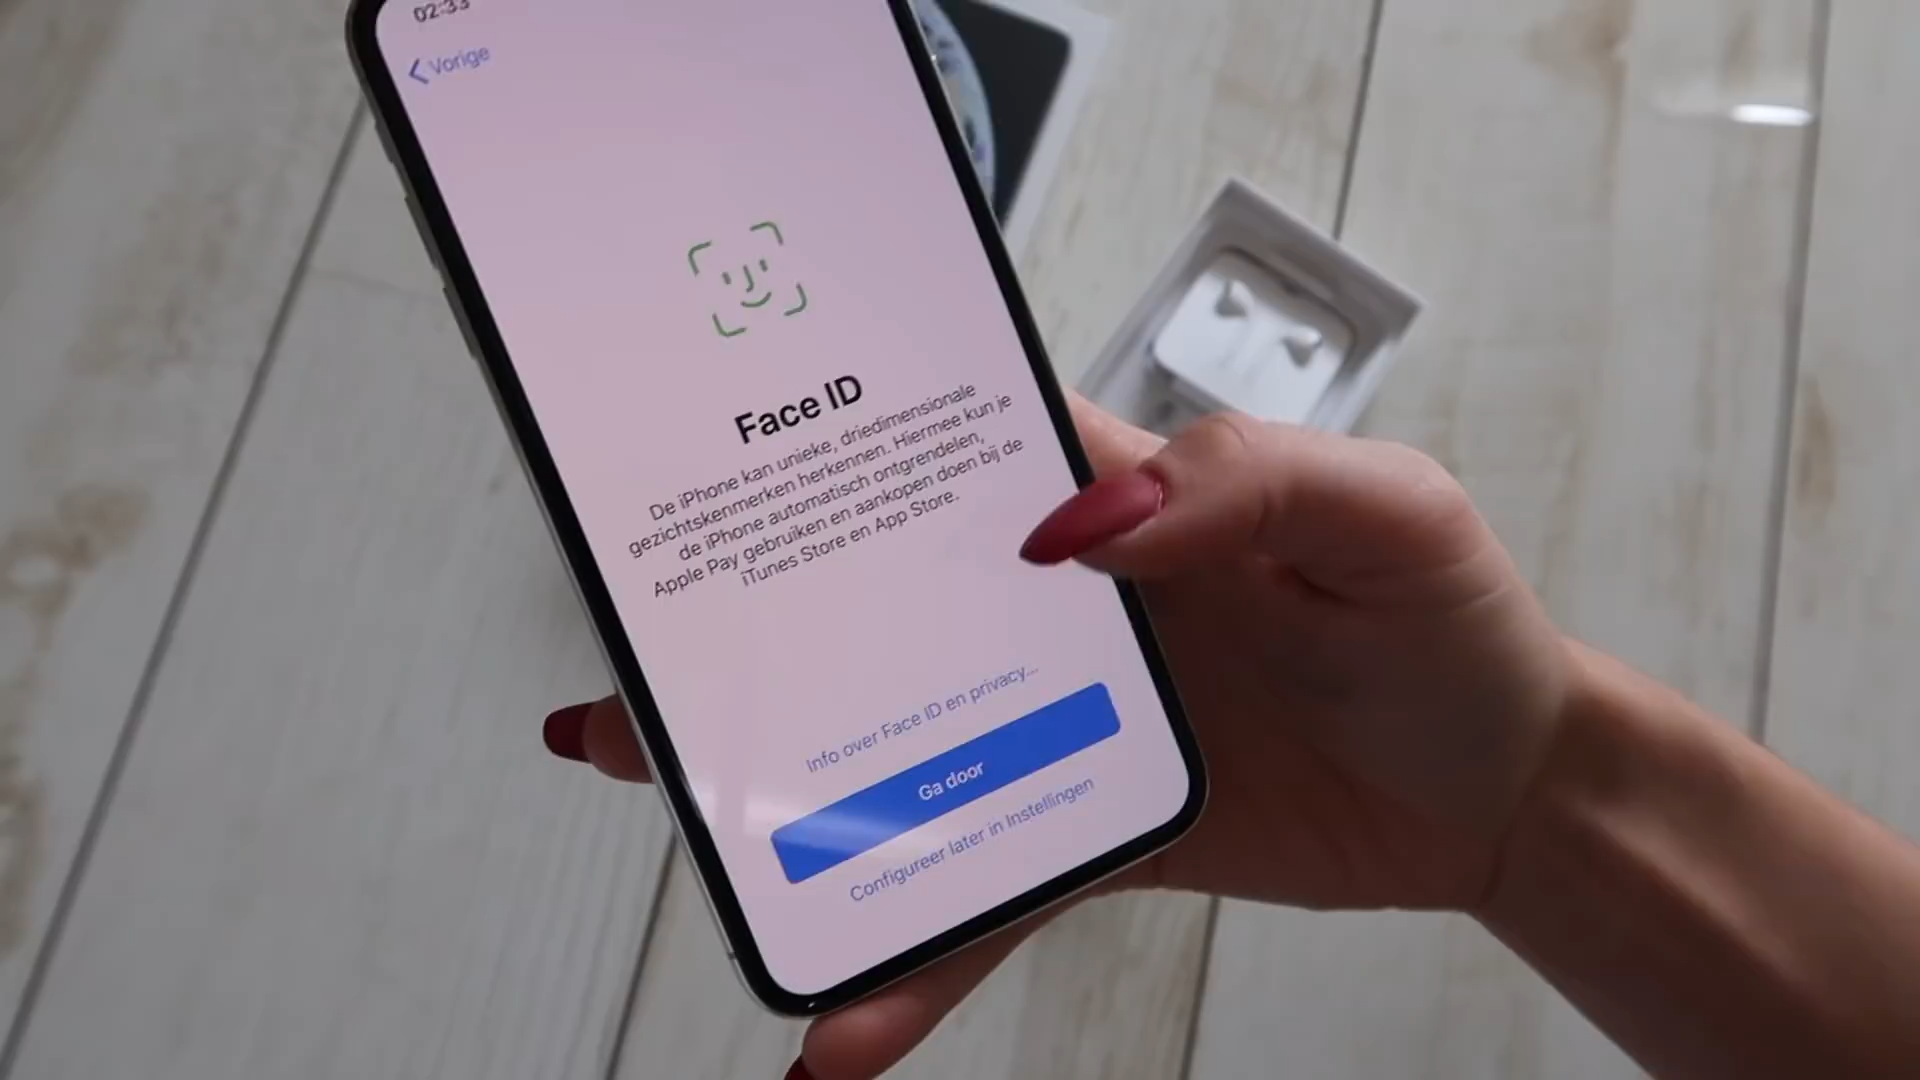 02:33
Vorige
Face ID
De iPhone kan unieke, driedimensionale
gezichtskenmerken herkennen. Hiermee kun je
de iPhone automatisch ontgrendelen,
Apple Pay gebruiken en aankopen doen bij de
iTunes Store en App Store.
Info over Face ID en privacy...
Ga door
Configureer later in Instellingen